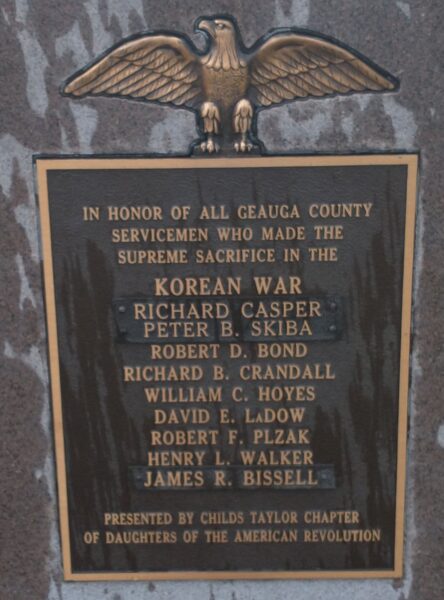 IN HONOR OF ALL GEAUGA COUNTY
SERVICEMEN WHO MADE THE
SUPREME SACRIFICE IN THE
KOREAN WAR
RICHARD CASPER
PETER B. SKIBA
ROBERT D. BOND
RICHARD B. CRANDALL
WILLIAM C. HOYES
DAVID E. LADOW
ROBERT F. PLZAK
HENRY L. WALKER
JAMES R. BISSELL
PRESENTED BY CHILDS TAYLOR CHAPTER
OF DAUGHTERS OF THE AMERICAN REVOLUTION